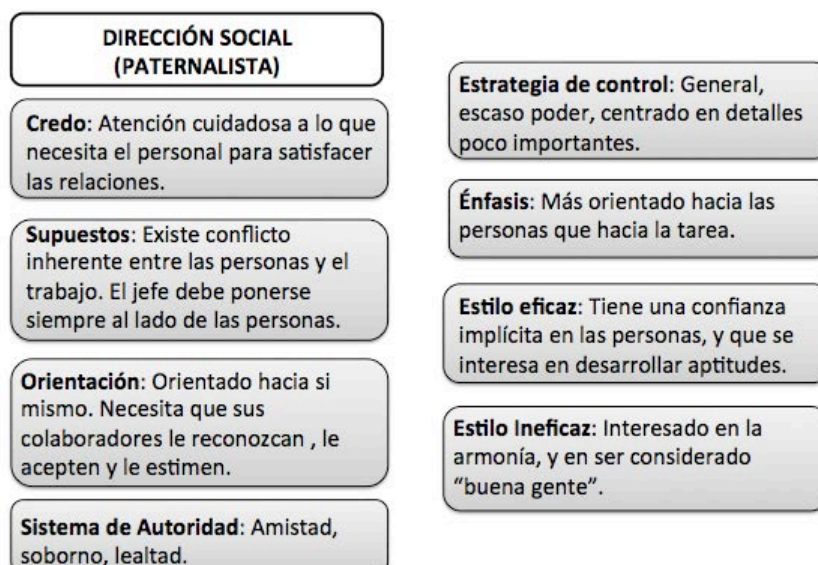 DIRECCIÓN SOCIAL
(PATERNALISTA)
Credo: Atención cuidadosa a lo que
necesita el personal para satisfacer
las relaciones.
Supuestos: Existe conflicto
inherente entre las personas y el
trabajo. El jefe debe ponerse
siempre al lado de las personas.
Orientación: Orientado hacia si
mismo. Necesita que sus
colaboradores le reconozcan , le
acepten y le estimen.
Sistema de Autoridad: Amistad,
soborno, lealtad.
Estrategia de control: General,
escaso poder, centrado en detalles
poco importantes.
Énfasis: Más orientado hacia las
personas que hacia la tarea.
Estilo eficaz: Tiene una confianza
implícita en las personas, y que se
interesa en desarrollar aptitudes.
Estilo Ineficaz: Interesado en la
armonía, y en ser considerado
“buena gente”.